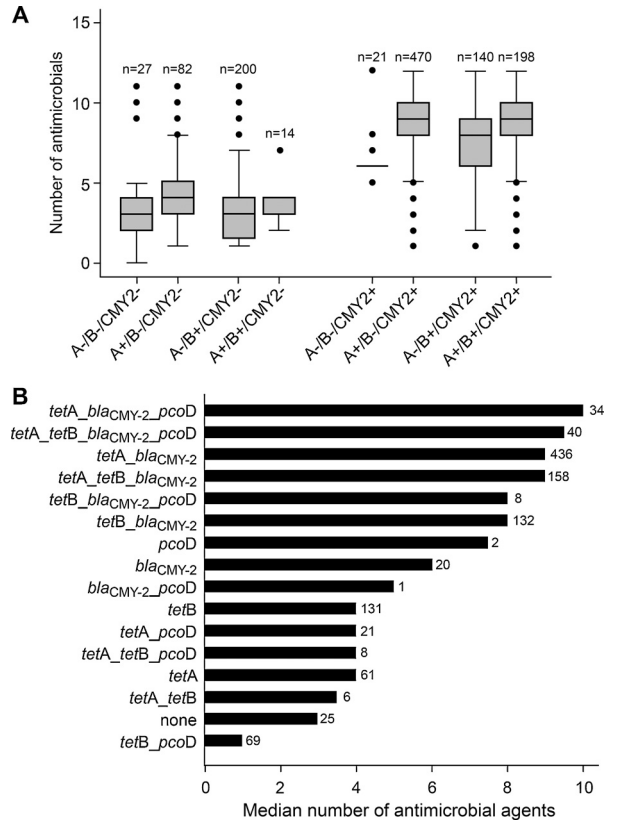 A
Number of antimicrobials
15
10
5
0
n=27 n=82 n=200 n=14 n=21 n=470 n=140 n=198
A-/B-/CMY2-
A+/B-/CMY2-
A-/B+/CMY2-
A+/B+/CMY2-
A-/B-/CMY2+
A+/B-/CMY2+
A-/B+/CMY2+
A+/B+/CMY2+
B
tetA_blaCMY-2_pcoD 34
tetA_tetB_blaCMY-2_pcoD 40
tetA_blaCMY-2 436
tetA_tetB_blaCMY-2 158
tetB_blaCMY-2_pcoD 8
tetB_blaCMY-2 132
pcoD 2
blaCMY-2 20
blaCMY-2_pcoD 1
tetB 131
tetA_pcoD 21
tetA_tetB_pcoD 8
tetA 61
tetA_tetB 6
none 25
tetB_pcoD 69
0 2 4 6 8 10
Median number of antimicrobial agents